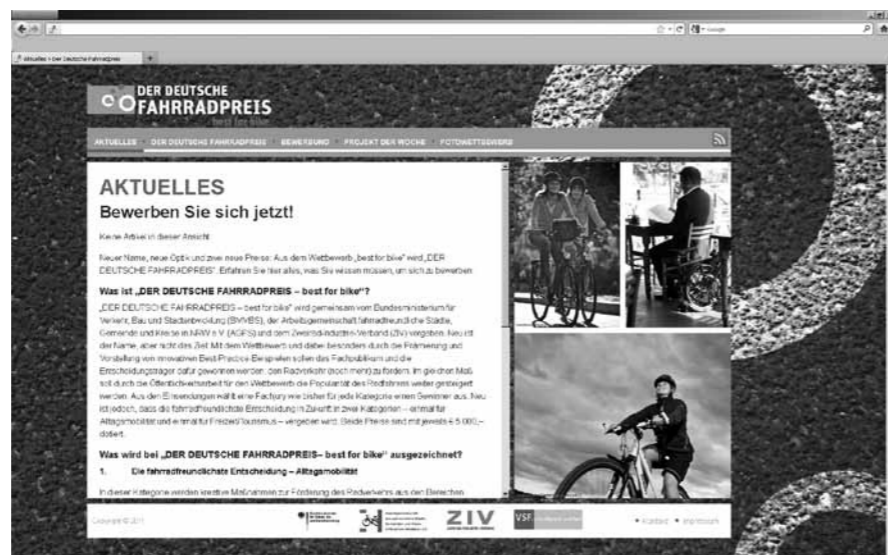 Google
Aktuelles » Der Deutsche Fahrradpreis
DER DEUTSCHE
FAHRRADPREIS
best for bike
AKTUELLES DER DEUTSCHE FAHRRADPREIS BEWERBUNG PROJEKT DER WOCHE FOTOWETTBEWERB
AKTUELLES
Bewerben Sie sich jetzt!
Keine Artikel in dieser Ansicht
Neuer Name, neue Optik und zwei neue Preise: Aus dem Wettbewerb „best for bike“ wird „DER
DEUTSCHE FAHRRADPREIS“. Erfahren Sie hier alles, was Sie wissen müssen, um sich zu bewerben:
Was ist „DER DEUTSCHE FAHRRADPREIS – best for bike“?
„DER DEUTSCHE FAHRRADPREIS – best for bike“ wird gemeinsam vom Bundesministerium für
Verkehr, Bau und Stadtentwicklung (BMVBS), der Arbeitsgemeinschaft fahrradfreundliche Städte,
Gemeinde und Kreise in NRW e.V. (AGFS) und dem Zweirad-Industrie-Verband (ZIV) vergeben. Neu ist
der Name, aber nicht das Ziel: Mit dem Wettbewerb und dabei besonders durch die Prämierung und
Vorstellung von innovativen Best-Practice-Beispielen sollen das Fachpublikum und die
Entscheidungsträger dafür gewonnen werden, den Radverkehr (noch mehr) zu fördern. Im gleichen Maß
soll durch die Öffentlichkeitsarbeit für den Wettbewerb die Popularität des Radfahrens weiter gesteigert
werden. Aus den Einsendungen wählt eine Fachjury wie bisher für jede Kategorie einen Gewinner aus. Neu
ist jedoch, dass die fahrradfreundlichste Entscheidung in Zukunft in zwei Kategorien – einmal für
Alltagsmobilität und einmal für Freizeit/Tourismus – vergeben wird. Beide Preise sind mit jeweils € 5.000,–
dotiert.
Was wird bei „DER DEUTSCHE FAHRRADPREIS– best for bike“ ausgezeichnet?
1. Die fahrradfreundlichste Entscheidung – Alltagsmobilität
In dieser Kategorie werden kreative Maßnahmen zur Förderung des Radverkehrs aus den Bereichen
Copyright © 2011
ZIV
VSF
Kontakt
Impressum